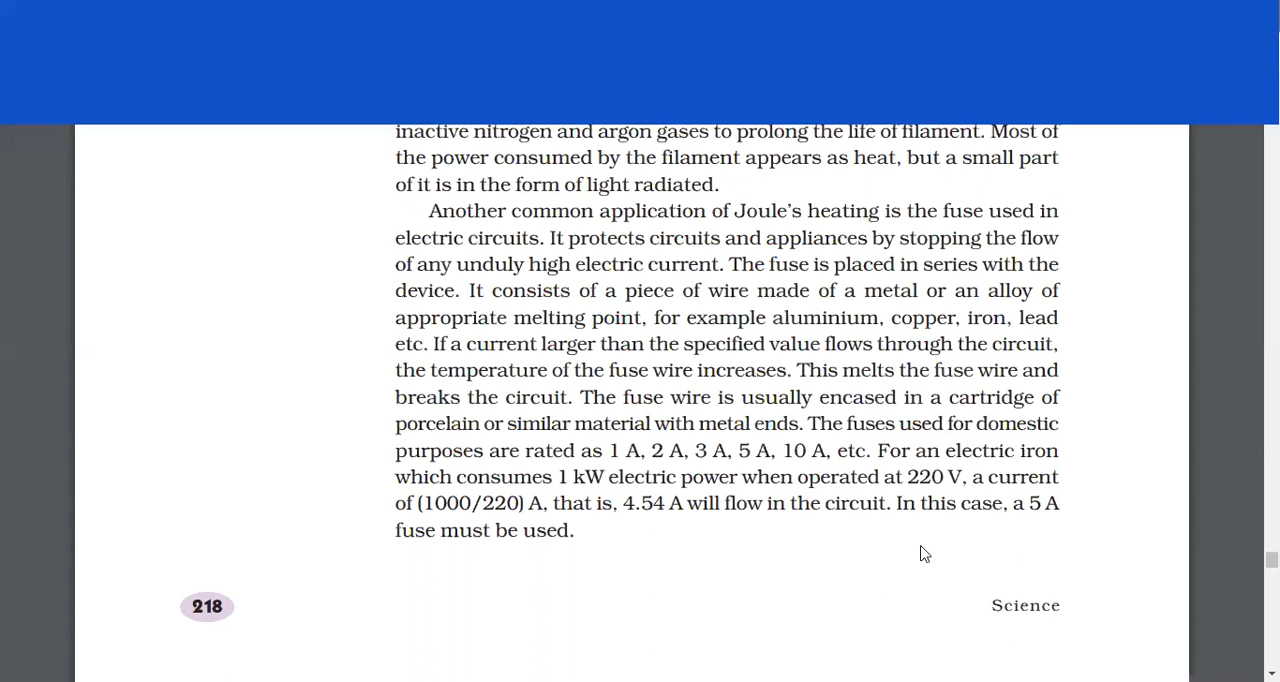 inactive nitrogen and argon gases to prolong the life of filament. Most of
the power consumed by the filament appears as heat, but a small part
of it is in the form of light radiated.
Another common application of Joule’s heating is the fuse used in
electric circuits. It protects circuits and appliances by stopping the flow
of any unduly high electric current. The fuse is placed in series with the
device. It consists of a piece of wire made of a metal or an alloy of
appropriate melting point, for example aluminium, copper, iron, lead
etc. If a current larger than the specified value flows through the circuit,
the temperature of the fuse wire increases. This melts the fuse wire and
breaks the circuit. The fuse wire is usually encased in a cartridge of
porcelain or similar material with metal ends. The fuses used for domestic
purposes are rated as 1 A, 2 A, 3 A, 5 A, 10 A, etc. For an electric iron
which consumes 1 kW electric power when operated at 220 V, a current
of (1000/220) A, that is, 4.54 A will flow in the circuit. In this case, a 5 A
fuse must be used.
218
Science